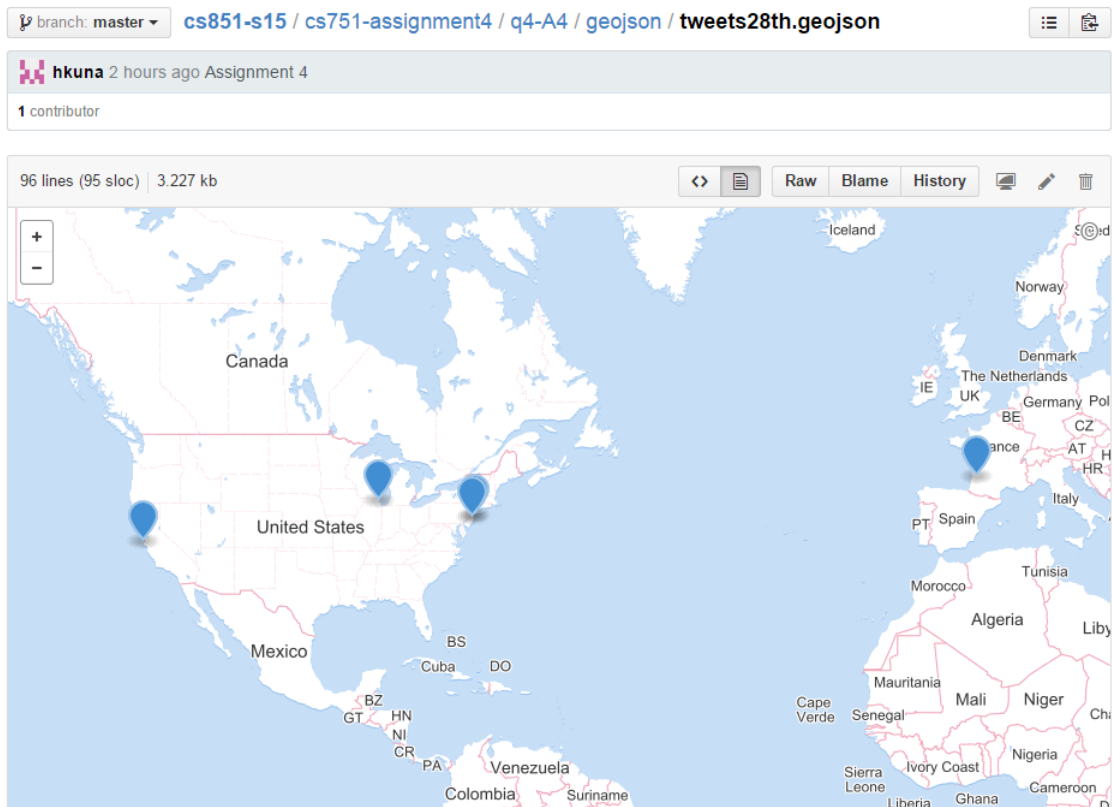 branch: master cs851-s15 / cs751-assignment4 / q4-A4 / geojson / tweets28th.geojson
hkuna 2 hours ago Assignment 4
1 contributor
96 lines (95 sloc) 3.227 kb <> Raw Blame History
+
−
Iceland
©
Norway
Canada
Denmark
The Netherlands
IE
UK
Germany
Pol
BE
CZ
ance
AT
H
HR
United States
Italy
PT
Spain
Tunisia
Morocco
Algeria
Liby
Mexico
BS
Cuba
DO
Mauritania
Mali
Niger
BZ
GT
HN
Cape
Verde
Senegal
Cha
NI
CR
PA
Nigeria
Venezuela
Ivory Coast
Sierra
Leone
Cameroon
Colombia
Suriname
Liberia
Ghana